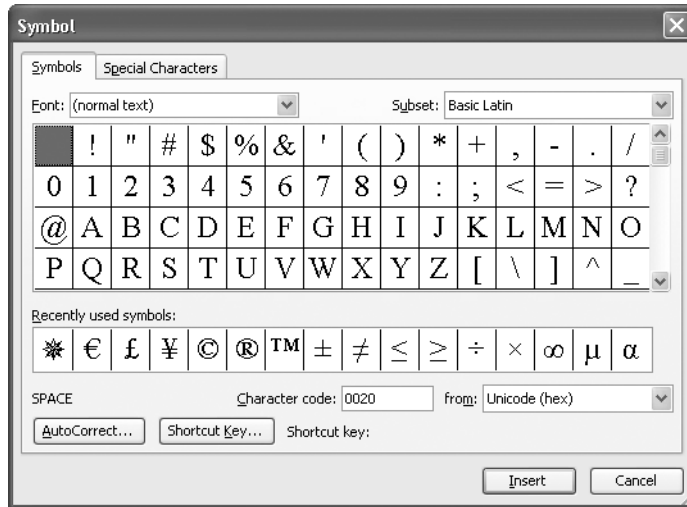 Symbol
Symbols Special Characters
Font: (normal text) Subset: Basic Latin
! " # $ % & ' ( ) * + , - . /
0 1 2 3 4 5 6 7 8 9 : ; < = > ?
@ A B C D E F G H I J K L M N O
P Q R S T U V W X Y Z [ \ ] ^ _
Recently used symbols:
✵ € £ ¥ © ® ™ ± ≠ ≤ ≥ ÷ × ∞ µ α
SPACE Character code: 0020 from: Unicode (hex)
AutoCorrect... Shortcut Key... Shortcut key:
Insert Cancel